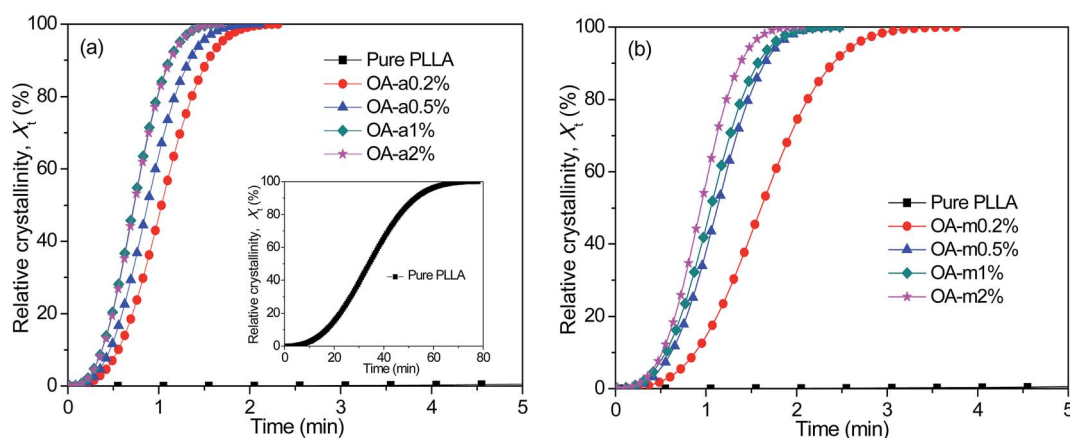 (a)
Relative crystallinity, Xt (%)
100
80
60
40
20
0
Pure PLLA
OA-a0.2%
OA-a0.5%
OA-a1%
OA-a2%
Relative crystallinity, Xt (%)
100
80
60
40
20
0
Pure PLLA
0 20 40 60 80
Time (min)
0 1 2 3 4 5
Time (min)
(b)
Relative crystallinity, Xt (%)
100
80
60
40
20
0
Pure PLLA
OA-m0.2%
OA-m0.5%
OA-m1%
OA-m2%
0 1 2 3 4 5
Time (min)